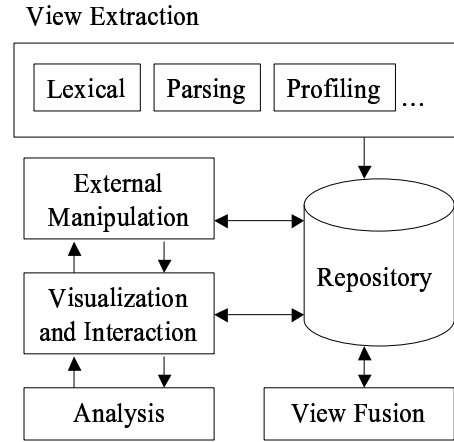 View Extraction
Lexical Parsing Profiling ...
External
Manipulation
Repository
Visualization
and Interaction
Analysis
View Fusion